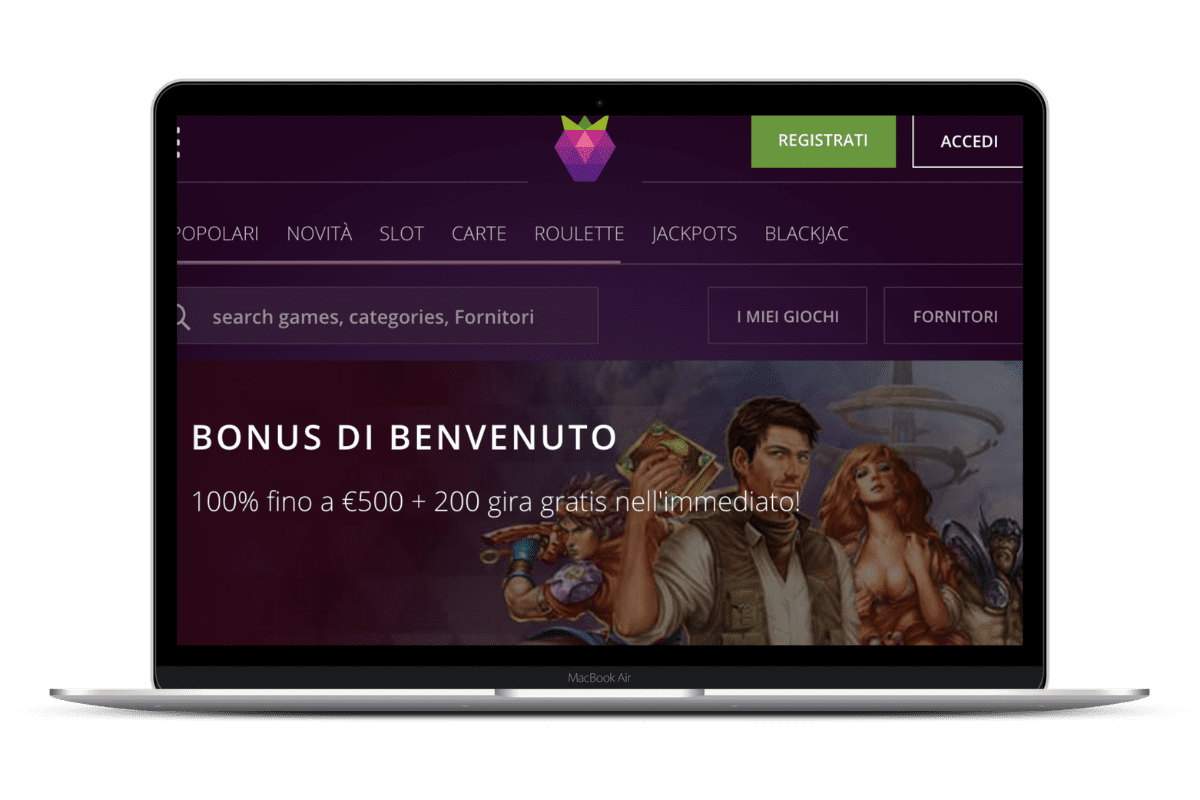 REGISTRATI ACCEDI
POPOLARI NOVITÀ SLOT CARTE ROULETTE JACKPOTS BLACKJAC
search games, categories, Fornitori I MIEI GIOCHI FORNITORI
BONUS DI BENVENUTO
100% fino a €500 + 200 gira gratis nell'immediato!
MacBook Air